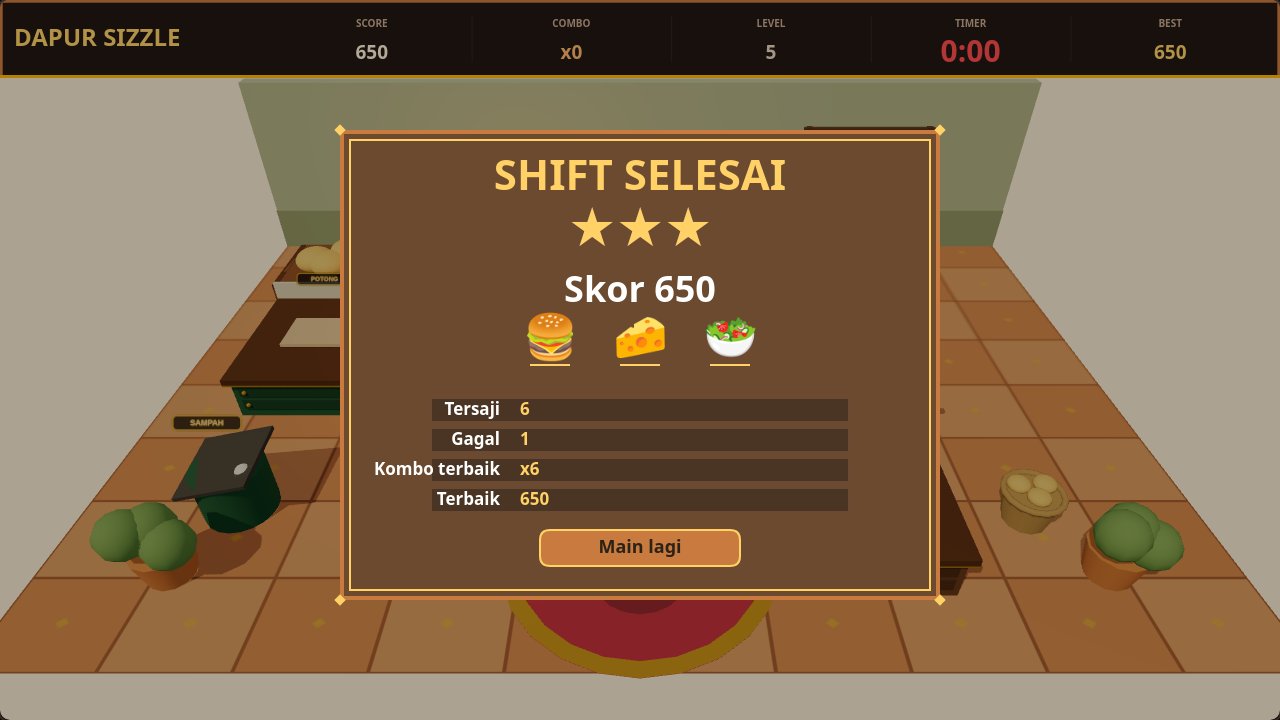 DAPUR SIZZLE
SCORE
650
COMBO
x0
LEVEL
5
TIMER
0:00
BEST
650
SHIFT SELESAI
Skor 650
Tersaji 6
Gagal 1
Kombo terbaik x6
Terbaik 650
Main lagi
POTONG
SAMPAH